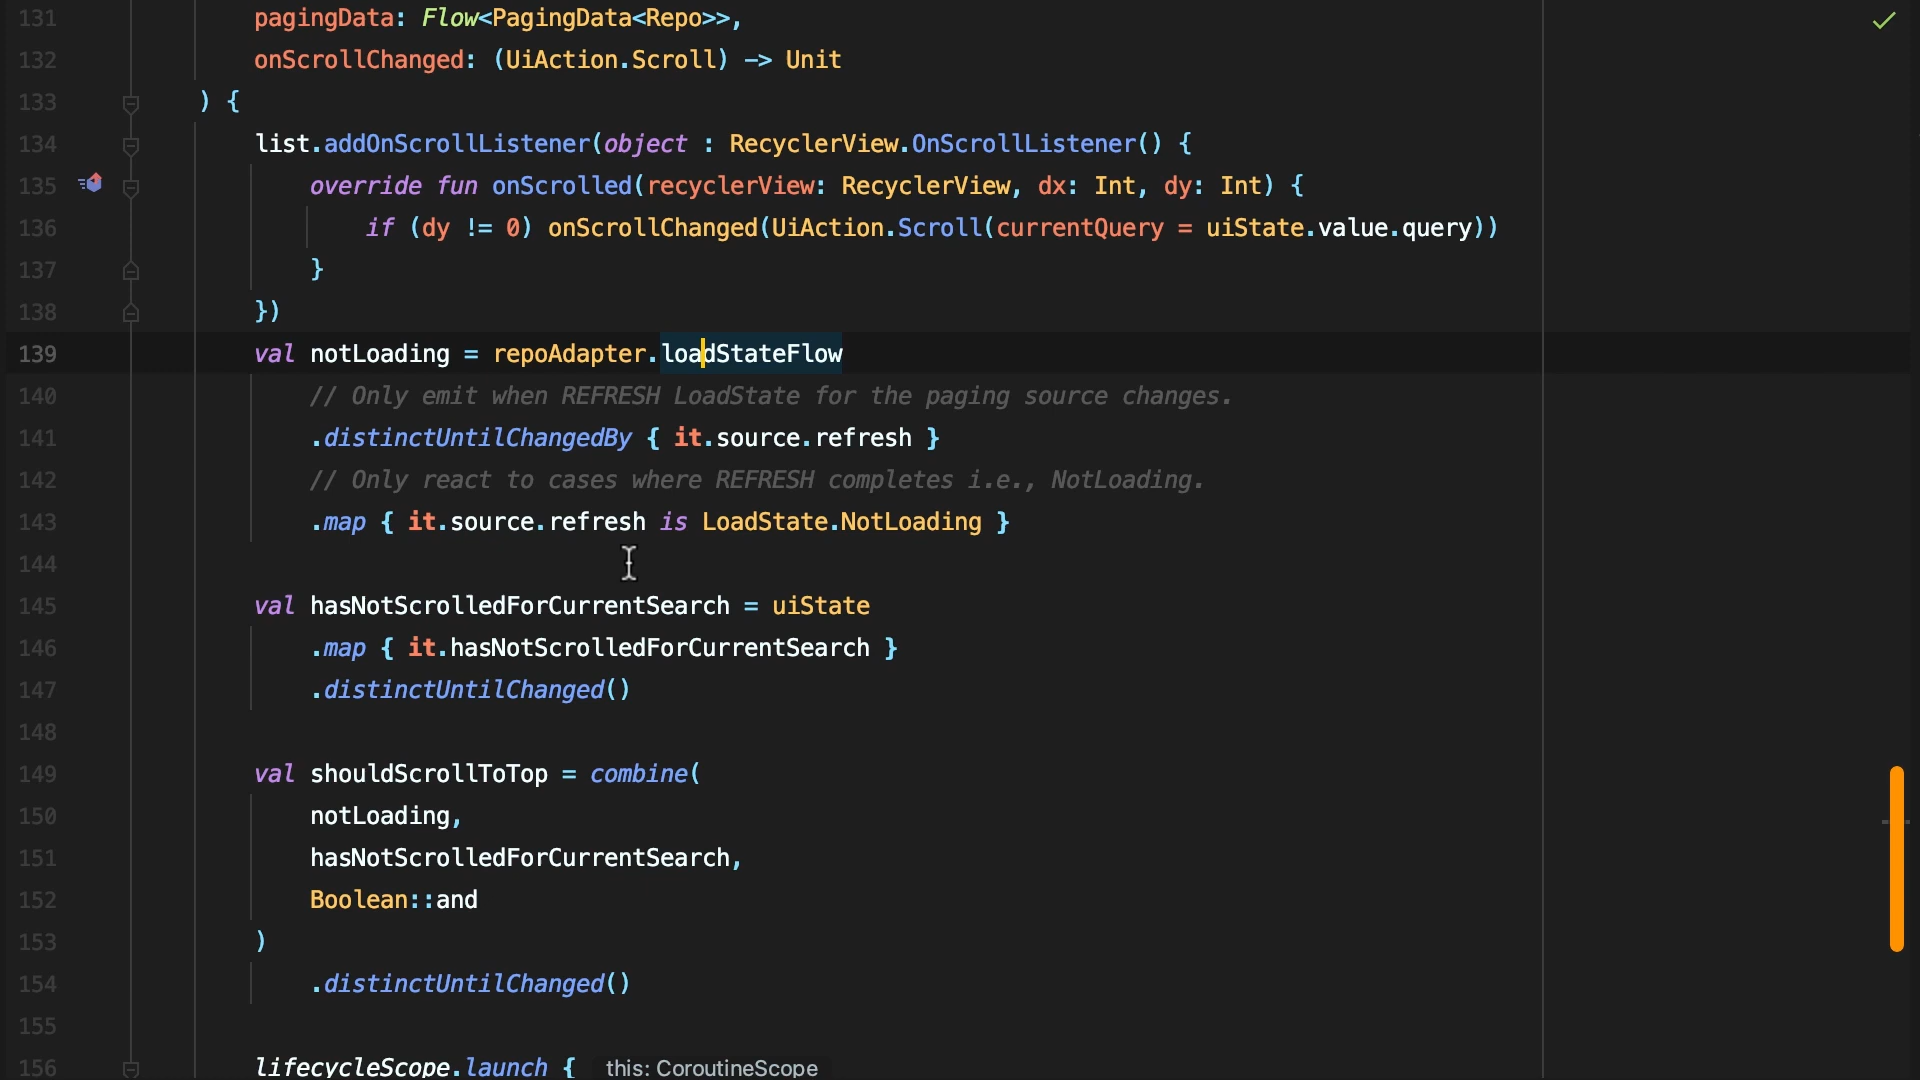 131 pagingData: Flow<PagingData<Repo>>,
132 onScrollChanged: (UiAction.Scroll) -> Unit
133 ) {
134 list.addOnScrollListener(object : RecyclerView.OnScrollListener() {
135 override fun onScrolled(recyclerView: RecyclerView, dx: Int, dy: Int) {
136 if (dy != 0) onScrollChanged(UiAction.Scroll(currentQuery = uiState.value.query))
137 }
138 })
139 val notLoading = repoAdapter.loadStateFlow
140 // Only emit when REFRESH LoadState for the paging source changes.
141 .distinctUntilChangedBy { it.source.refresh }
142 // Only react to cases where REFRESH completes i.e., NotLoading.
143 .map { it.source.refresh is LoadState.NotLoading }
144
145 val hasNotScrolledForCurrentSearch = uiState
146 .map { it.hasNotScrolledForCurrentSearch }
147 .distinctUntilChanged()
148
149 val shouldScrollToTop = combine(
150 notLoading,
151 hasNotScrolledForCurrentSearch,
152 Boolean::and
153 )
154 .distinctUntilChanged()
155
156 lifecycleScope.launch { this: CoroutineScope